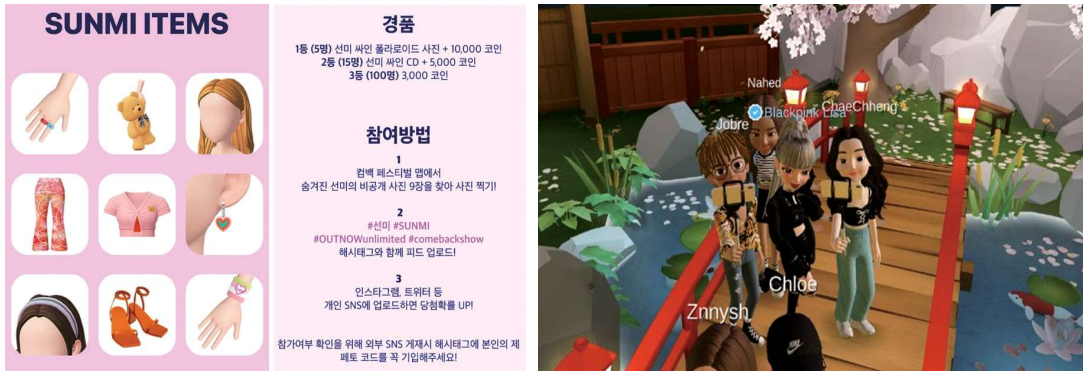 SUNMI ITEMS
경품
1등 (5명) 선미 싸인 폴라로이드 사진 + 10,000 코인
2등 (15명) 선미 싸인 CD + 5,000 코인
3등 (100명) 3,000 코인
참여방법
1
컴백 페스티벌 맵에서
숨겨진 선미의 비공개 사진 9장을 찾아 사진 찍기!
2
#선미 #SUNMI
#OUTNOWunlimited #comebackshow
해시태그와 함께 피드 업로드!
3
인스타그램, 트위터 등
개인 SNS에 업로드하면 당첨확률 UP!
참가여부 확인을 위해 외부 SNS 게재시 해시태그에 본인의 제
페토 코드를 꼭 기입해주세요!
Nahed
Blackpink Lisa
ChaeChheng
Jobre
Chloe
Znnysh